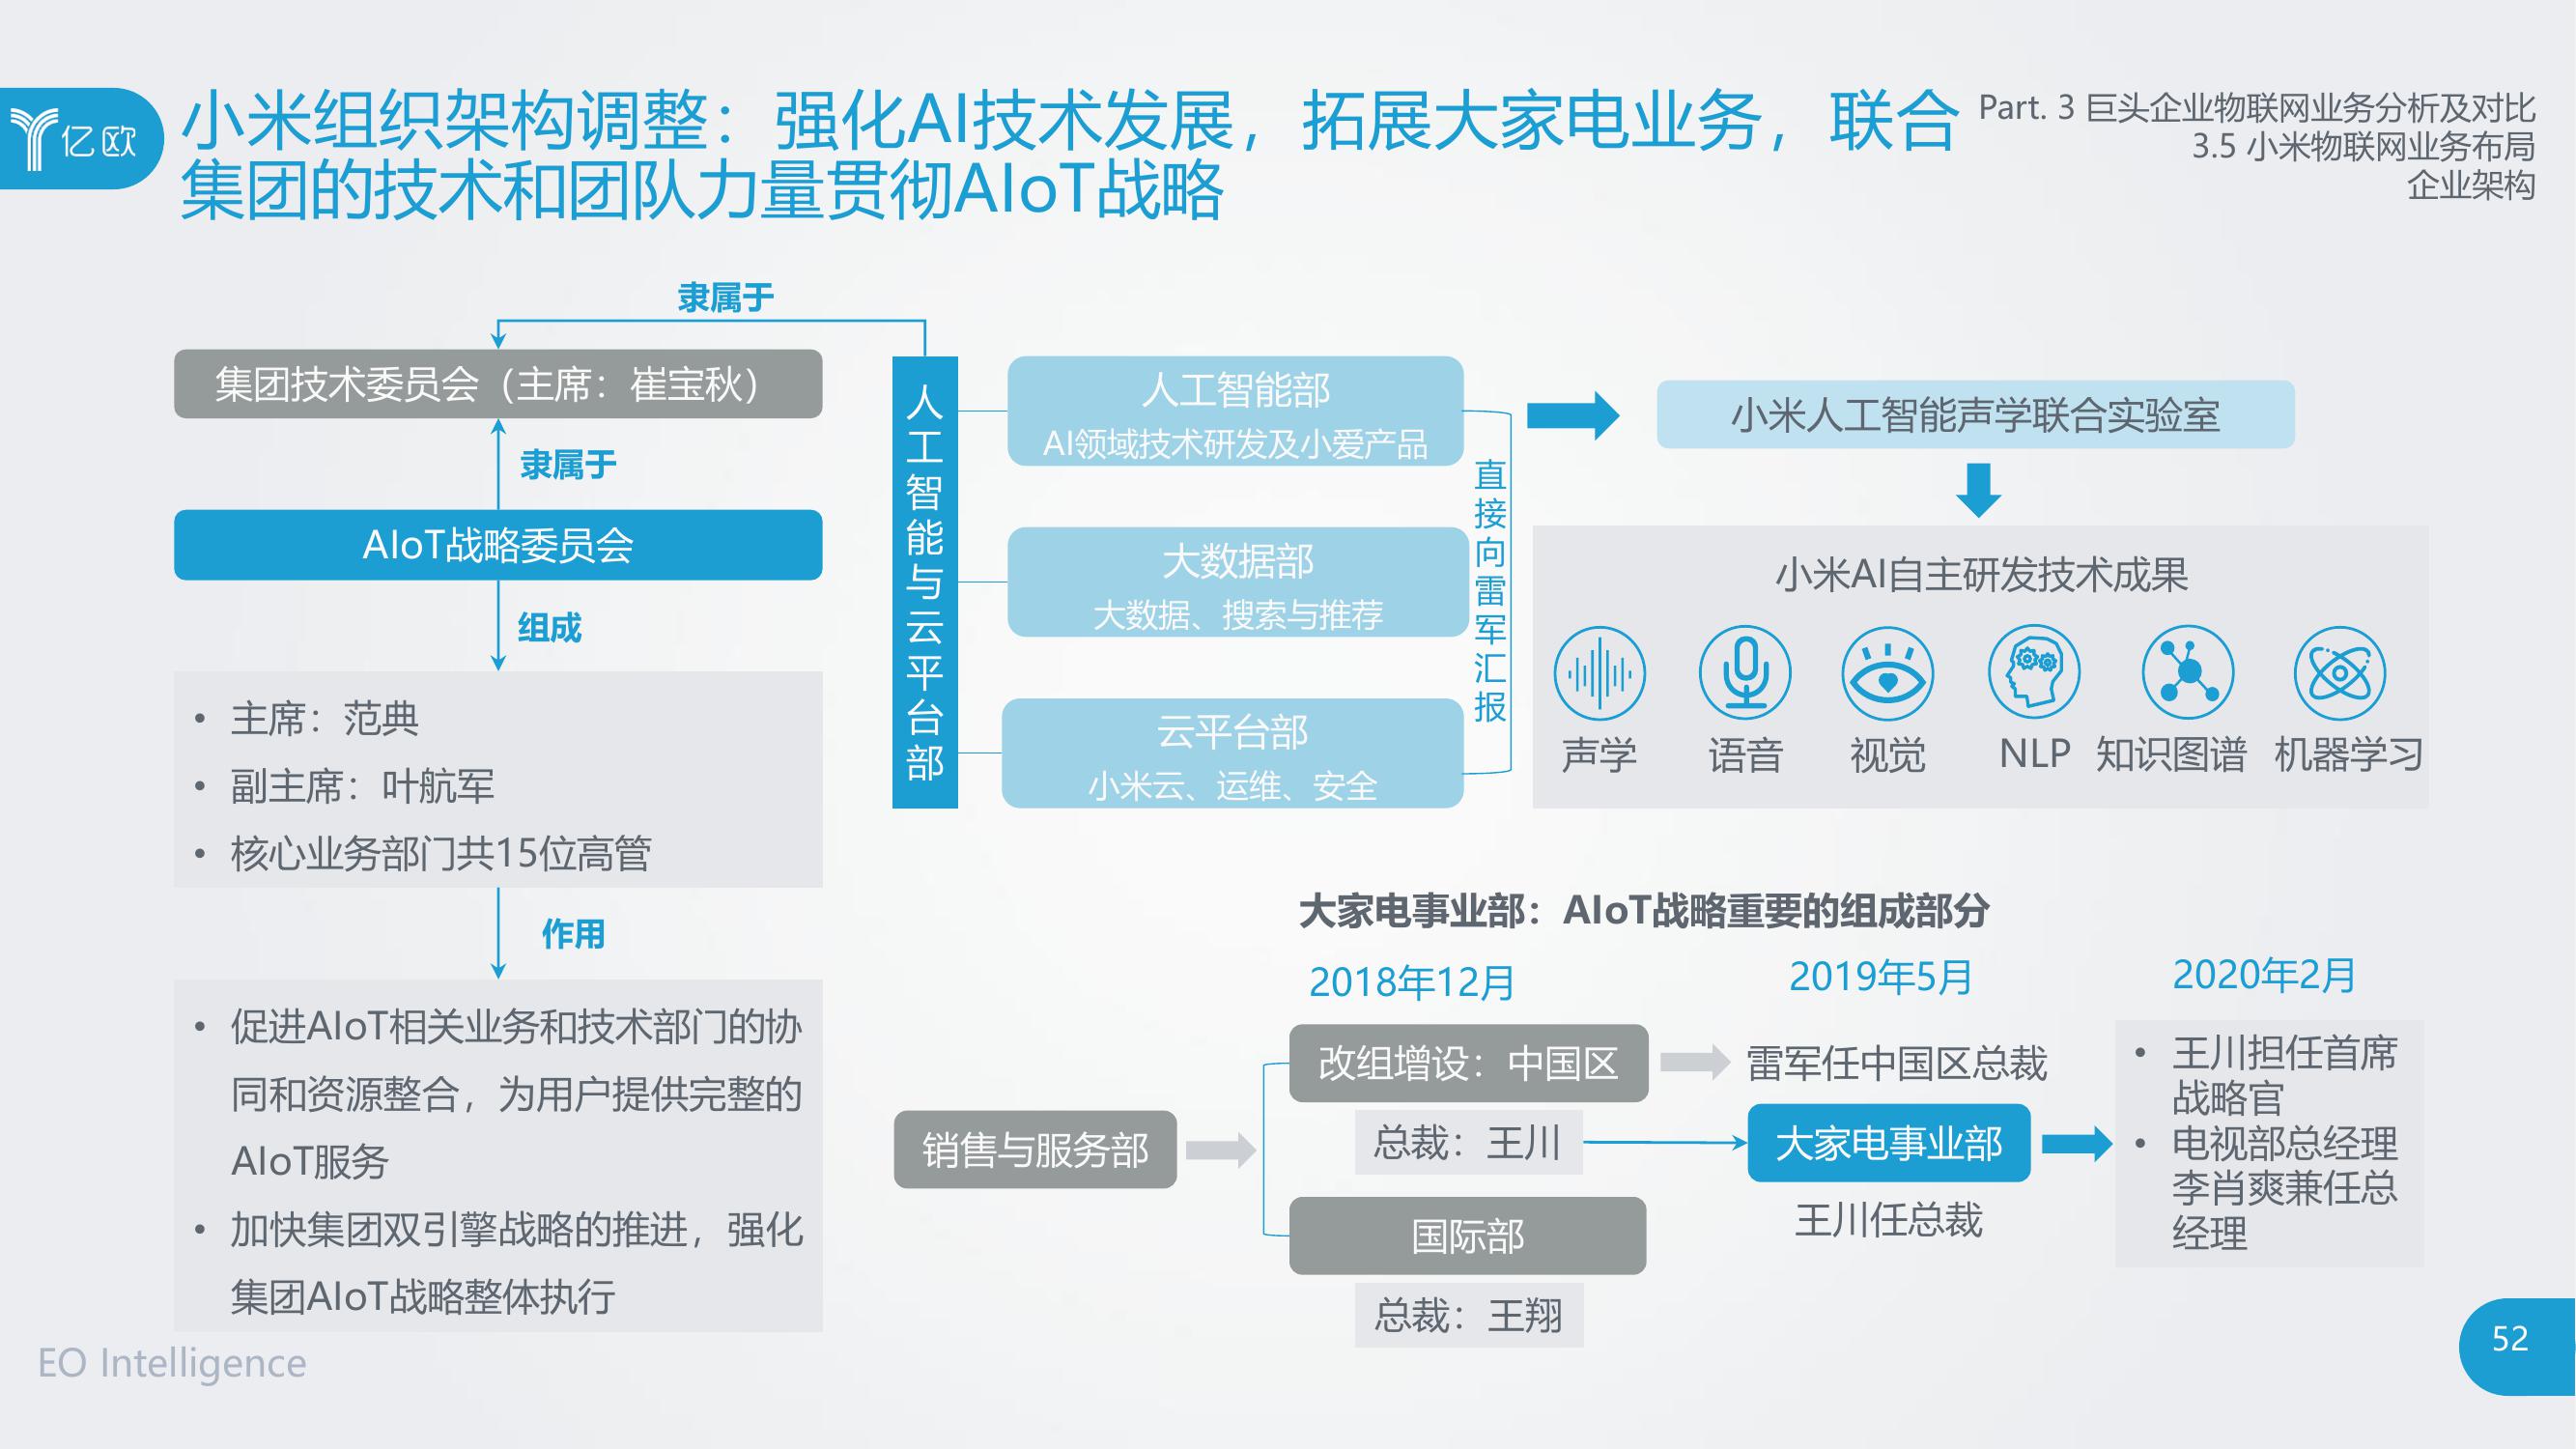 亿欧
小米组织架构调整：强化AI技术发展，拓展大家电业务，联合
集团的技术和团队力量贯彻AIoT战略
Part. 3 巨头企业物联网业务分析及对比
3.5 小米物联网业务布局
企业架构
隶属于
集团技术委员会（主席：崔宝秋）
隶属于
AIoT战略委员会
组成
• 主席：范典
• 副主席：叶航军
• 核心业务部门共15位高管
作用
• 促进AIoT相关业务和技术部门的协
同和资源整合，为用户提供完整的
AIoT服务
• 加快集团双引擎战略的推进，强化
集团AIoT战略整体执行
人工智能与云平台部
人工智能部
AI领域技术研发及小爱产品
大数据部
大数据、搜索与推荐
云平台部
小米云、运维、安全
直接向雷军汇报
小米人工智能声学联合实验室
小米AI自主研发技术成果
声学 语音 视觉 NLP 知识图谱 机器学习
大家电事业部：AIoT战略重要的组成部分
2018年12月
2019年5月
2020年2月
销售与服务部
改组增设：中国区
总裁：王川
国际部
总裁：王翔
雷军任中国区总裁
大家电事业部
王川任总裁
• 王川担任首席
战略官
• 电视部总经理
李肖爽兼任总
经理
EO Intelligence
52